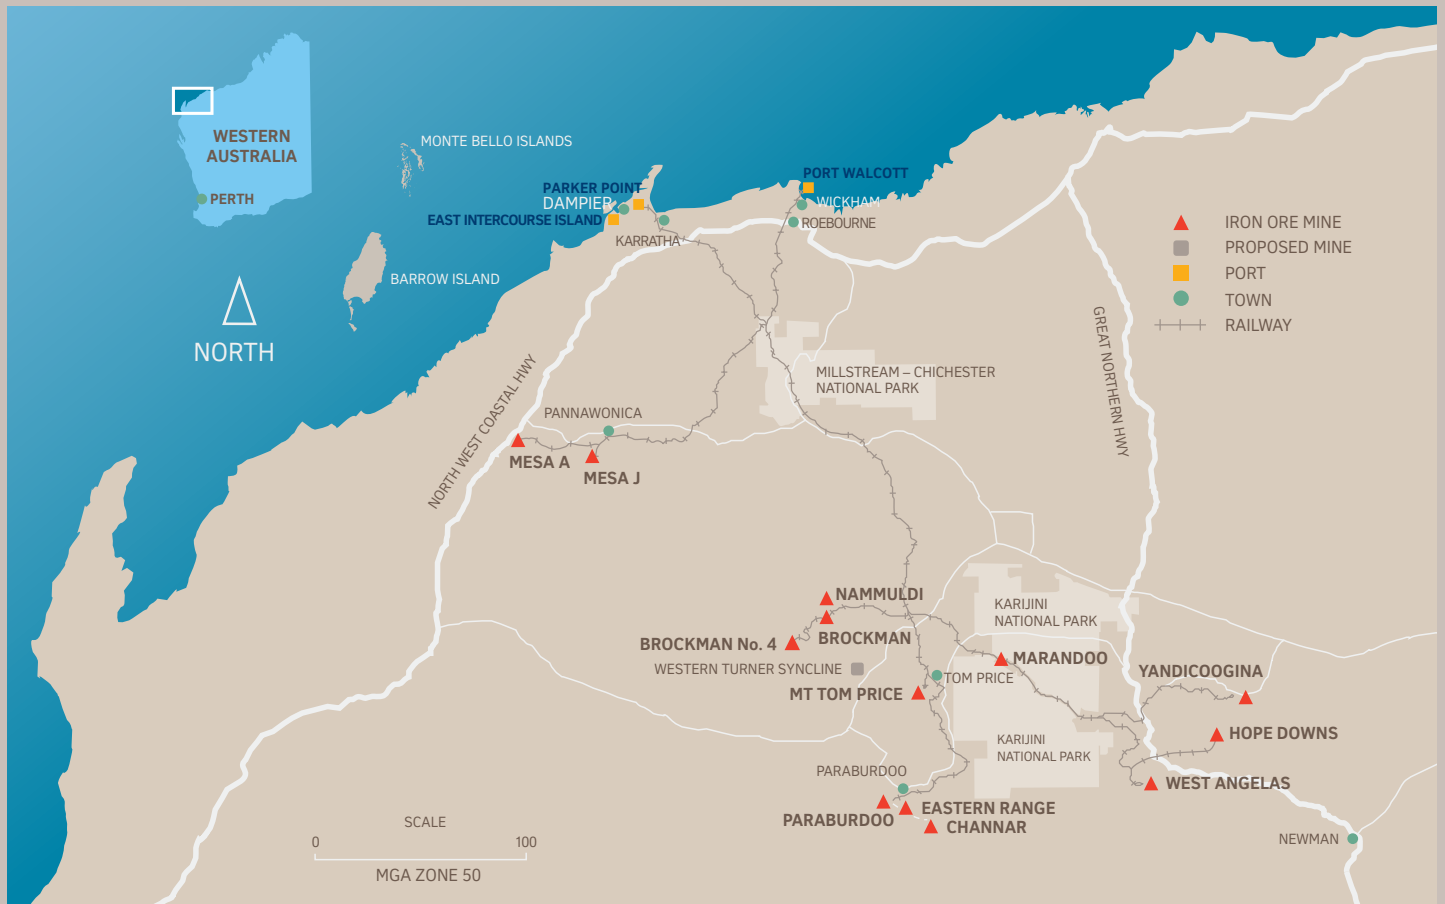 WESTERN
AUSTRALIA
PERTH
MONTE BELLO ISLANDS
BARROW ISLAND
NORTH
PORT WALCOTT
PARKER POINT
DAMPIER
WICKHAM
EAST INTERCOURSE ISLAND
ROEBOURNE
KARRATHA
IRON ORE MINE
PROPOSED MINE
PORT
TOWN
RAILWAY
GREAT NORTHERN HWY
NORTH WEST COASTAL HWY
MILLSTREAM – CHICHESTER
NATIONAL PARK
PANNAWONICA
MESA A
MESA J
NAMMULDI
BROCKMAN
BROCKMAN No. 4
WESTERN TURNER SYNCLINE
MT TOM PRICE
TOM PRICE
KARIJINI
NATIONAL PARK
MARANDOO
YANDICOOGINA
HOPE DOWNS
KARIJINI
NATIONAL PARK
WEST ANGELAS
PARABURDOO
PARABURDOO
EASTERN RANGE
CHANNAR
NEWMAN
SCALE
0 100
MGA ZONE 50